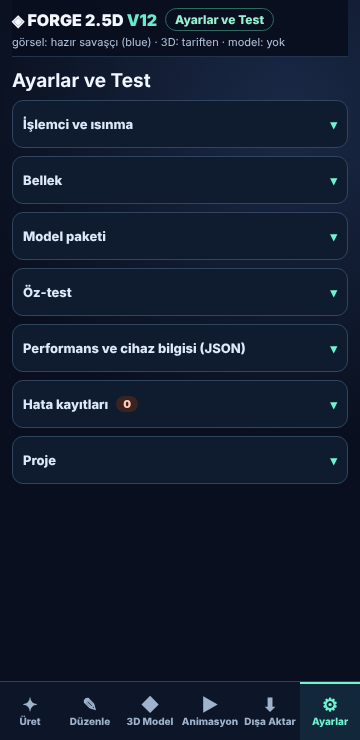 ◈ FORGE 2.5D V12 Ayarlar ve Test
görsel: hazır savaşçı (blue) · 3D: tariften · model: yok
Ayarlar ve Test
İşlemci ve ısınma ▾
Bellek ▾
Model paketi ▾
Öz-test ▾
Performans ve cihaz bilgisi (JSON) ▾
Hata kayıtları 0 ▾
Proje ▾
Üret Düzenle 3D Model Animasyon Dışa Aktar Ayarlar